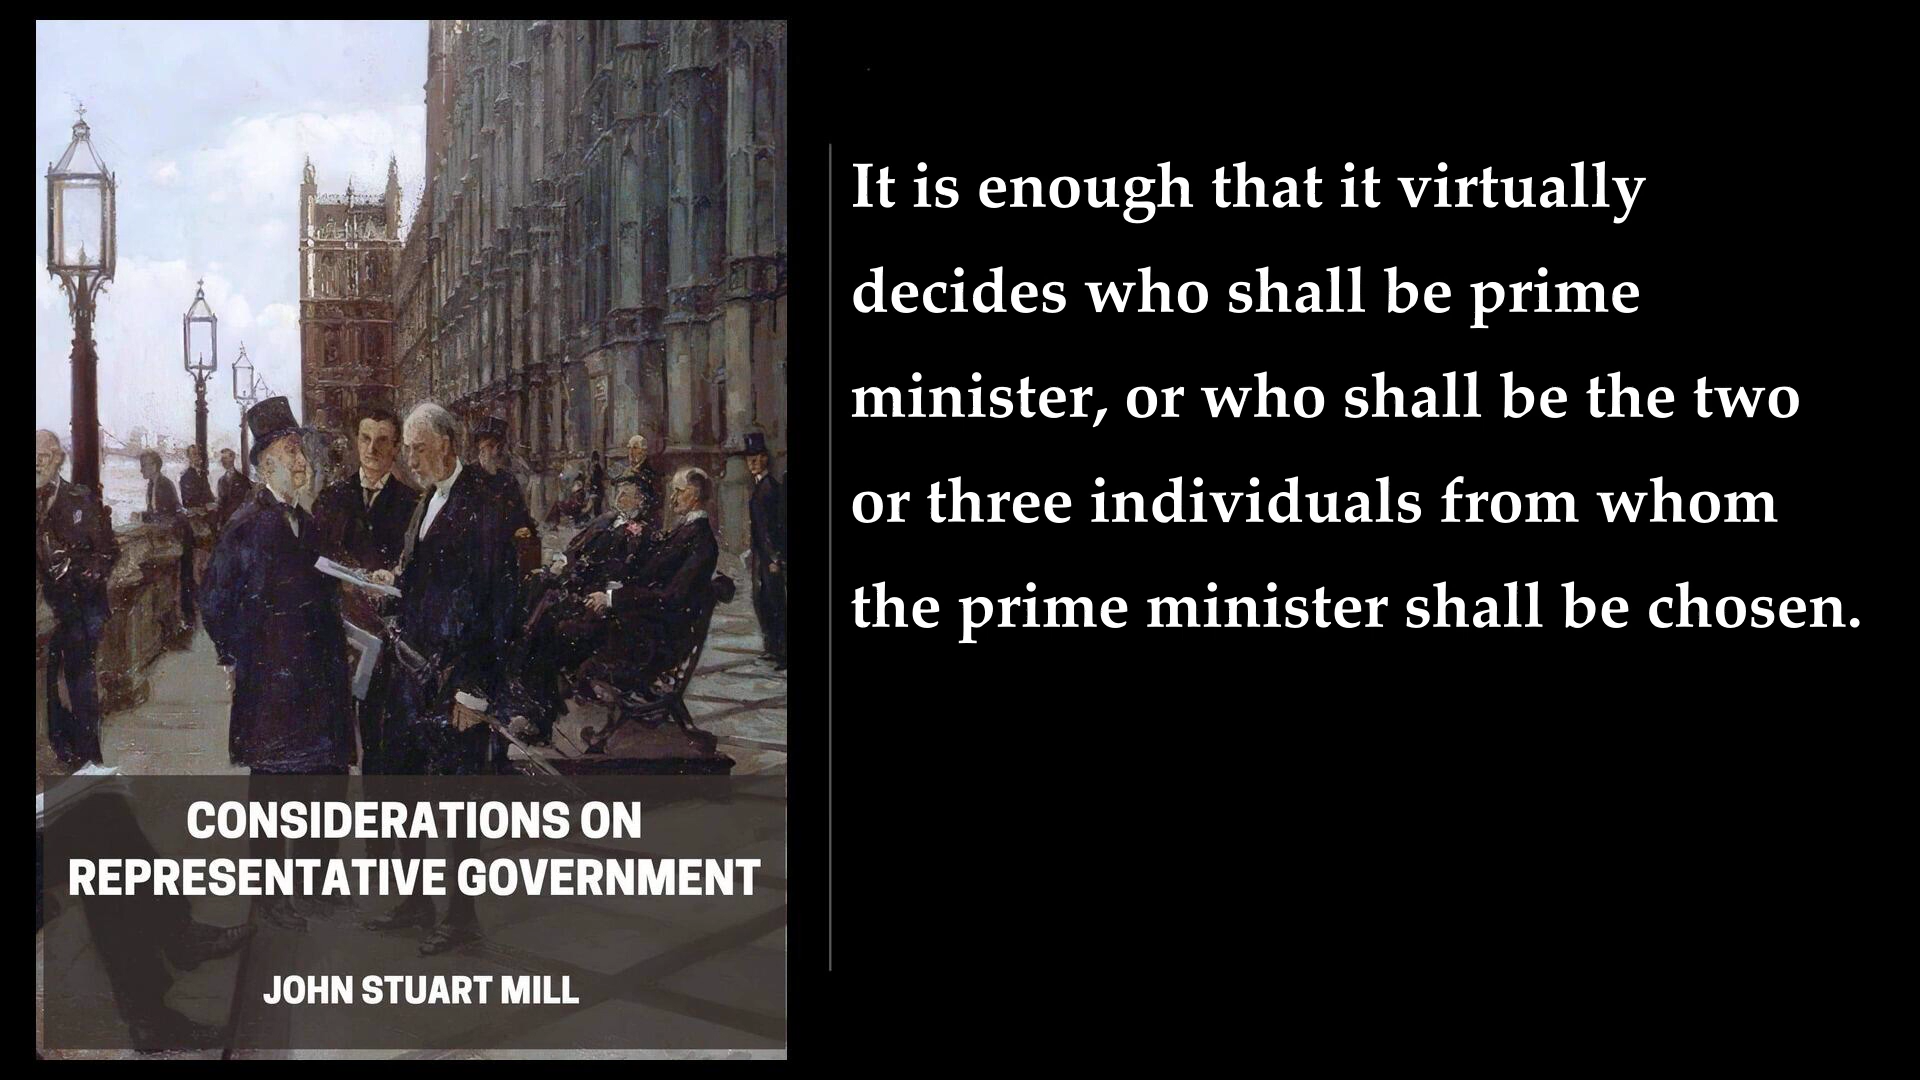 CONSIDERATIONS ON
REPRESENTATIVE GOVERNMENT
JOHN STUART MILL
It is enough that it virtually
decides who shall be prime
minister, or who shall be the two
or three individuals from whom
the prime minister shall be chosen.